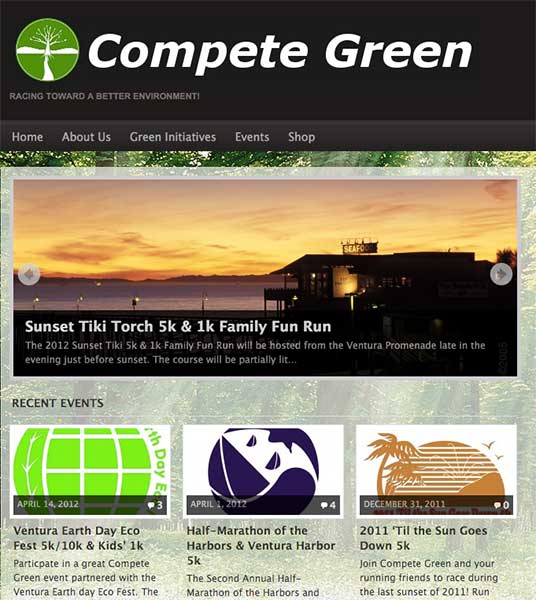 Compete Green
RACING TOWARD A BETTER ENVIRONMENT!
Home About Us Green Initiatives Events Shop
SEAFOOD
Sunset Tiki Torch 5k & 1k Family Fun Run
The 2012 Sunset Tiki 5k & 1k Family Fun Run will be hosted from the Ventura Promenade late in the
evening just before sunset. The course will be partially lit...
RECENT EVENTS
rth Day Ec
APRIL 14, 2012 3
Ventura Earth Day Eco
Fest 5k/10k & Kids' 1k
Particpate in a great Compete
Green event partnered with the
Ventura Earth day Eco Fest. The
APRIL 1, 2012 4
Half-Marathon of the
Harbors & Ventura Harbor
5k
The Second Annual Half-
Marathon of the Harbors and
DECEMBER 31, 2011 0
2011 'Til the Sun Goes
Down 5k
Join Compete Green and your
running friends to race during
the last sunset of 2011! Run